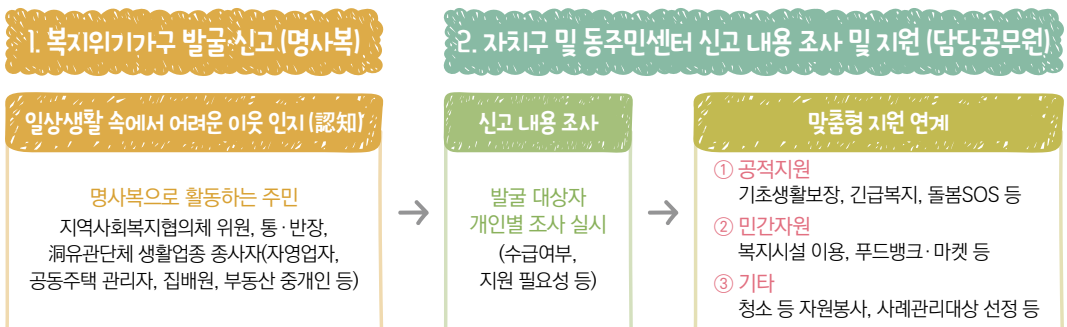 1. 복지위기가구 발굴·신고 (명사복)
2. 자치구 및 동주민센터 신고 내용 조사 및 지원 (담당공무원)
일상생활 속에서 어려운 이웃 인지 (認知)
명사복으로 활동하는 주민
지역사회복지협의체 위원, 통·반장,
洞유관단체 생활업종 종사자(자영업자,
공동주택 관리자, 집배원, 부동산 중개인 등)
신고 내용 조사
발굴 대상자
개인별 조사 실시
(수급여부,
지원 필요성 등)
맞춤형 지원 연계
① 공적지원
기초생활보장, 긴급복지, 돌봄SOS 등
② 민간자원
복지시설 이용, 푸드뱅크·마켓 등
③ 기타
청소 등 자원봉사, 사례관리대상 선정 등